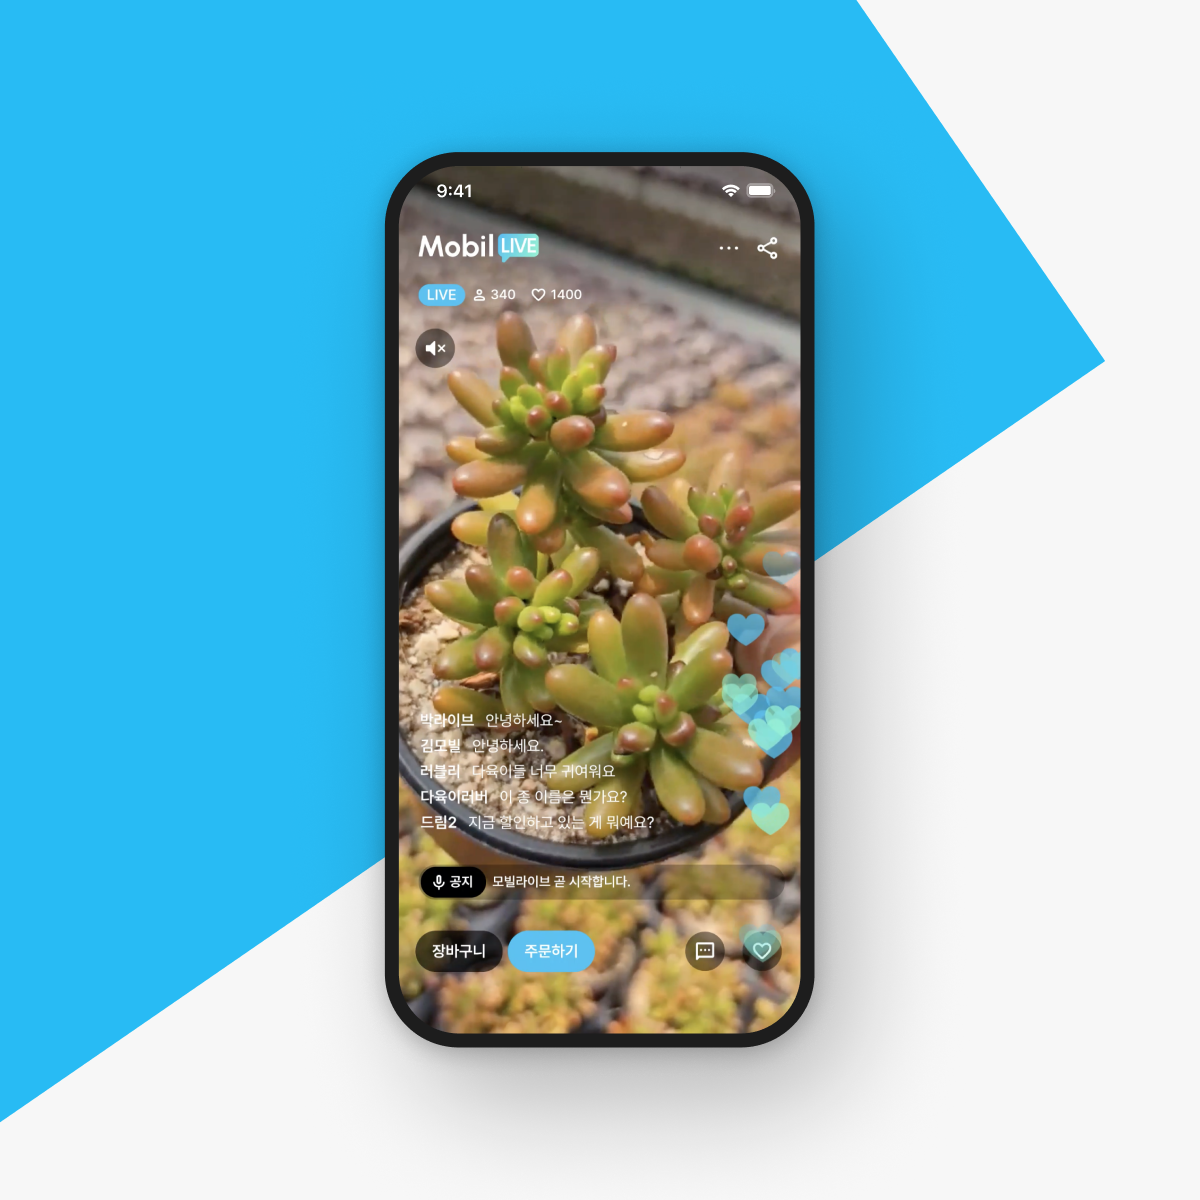 9:41
Mobil LIVE
LIVE 340 1400
박라이브 안녕하세요~
김모빌 안녕하세요.
러블리 다육이들 너무 귀여워요
다육이러버 이 종 이름은 뭔가요?
드림2 지금 할인하고 있는 게 뭐예요?
공지 모빌라이브 곧 시작합니다.
장바구니 주문하기